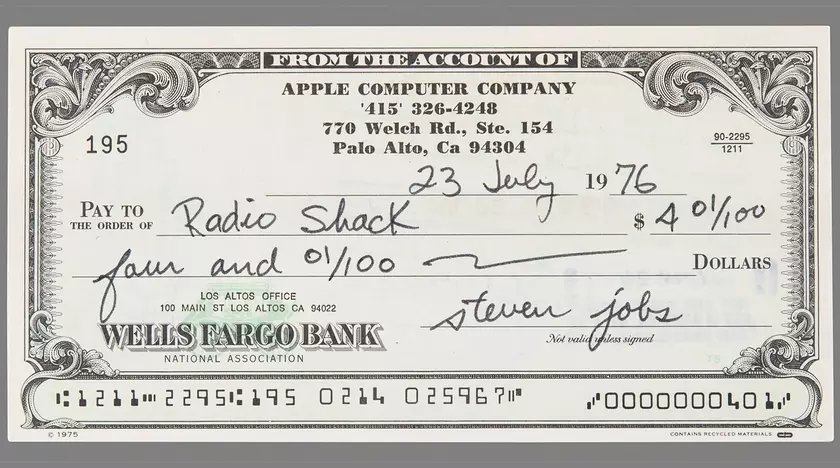 FROM THE ACCOUNT OF
APPLE COMPUTER COMPANY
'415' 326-4248
770 Welch Rd., Ste. 154
Palo Alto, Ca 94304
195
90-2295
1211
23 July 1976
PAY TO THE ORDER OF Radio Shack $ 4 01/100
four and 01/100 DOLLARS
LOS ALTOS OFFICE
100 MAIN ST LOS ALTOS CA 94022
WELLS FARGO BANK
NATIONAL ASSOCIATION
steven jobs
Not valid unless signed
75
⑆1211⑉2295⑆195 0214 025967⑈ ⑇0000000401⑇
© 1975
CONTAINS RECYCLED MATERIALS